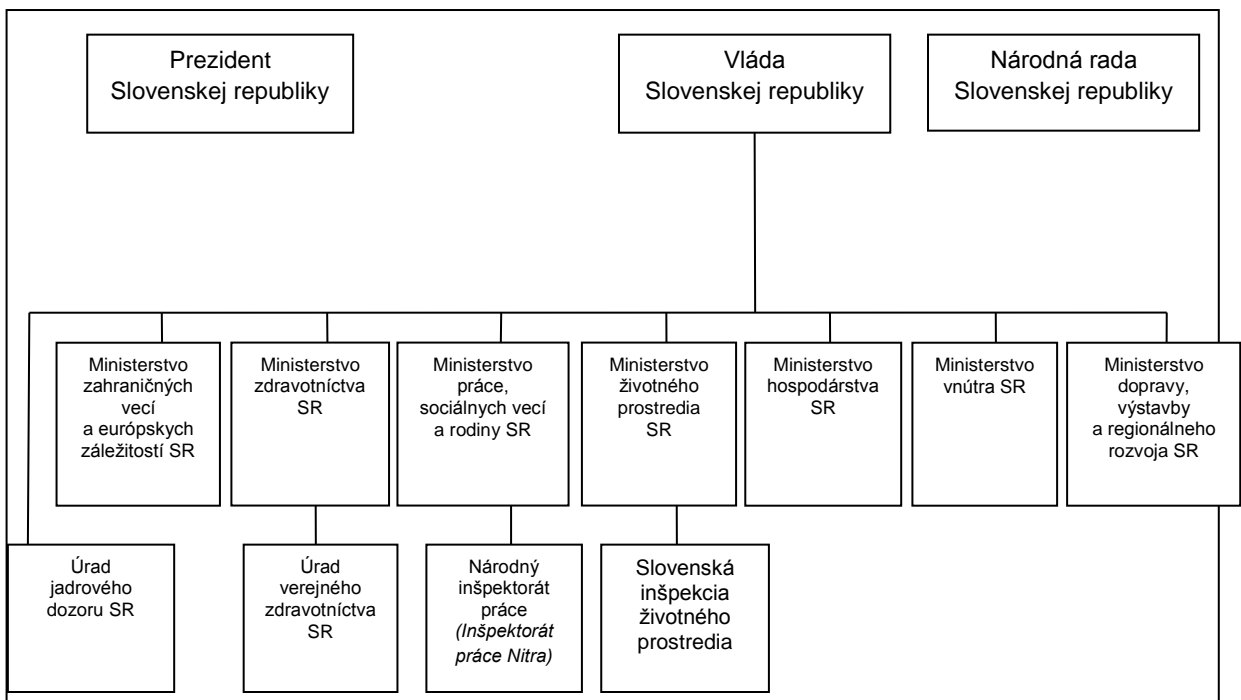 Prezident
Slovenskej republiky
Vláda
Slovenskej republiky
Národná rada
Slovenskej republiky
Ministerstvo
zahraničných
vecí
a európskych
záležitostí SR
Ministerstvo
zdravotníctva
SR
Ministerstvo
práce,
sociálnych vecí
a rodiny SR
Ministerstvo
životného
prostredia
SR
Ministerstvo
hospodárstva
SR
Ministerstvo
vnútra SR
Ministerstvo
dopravy,
výstavby
a regionálneho
rozvoja SR
Úrad
jadrového
dozoru SR
Úrad
verejného
zdravotníctva
SR
Národný
inšpektorát
práce
(Inšpektorát
práce Nitra)
Slovenská
inšpekcia
životného
prostredia